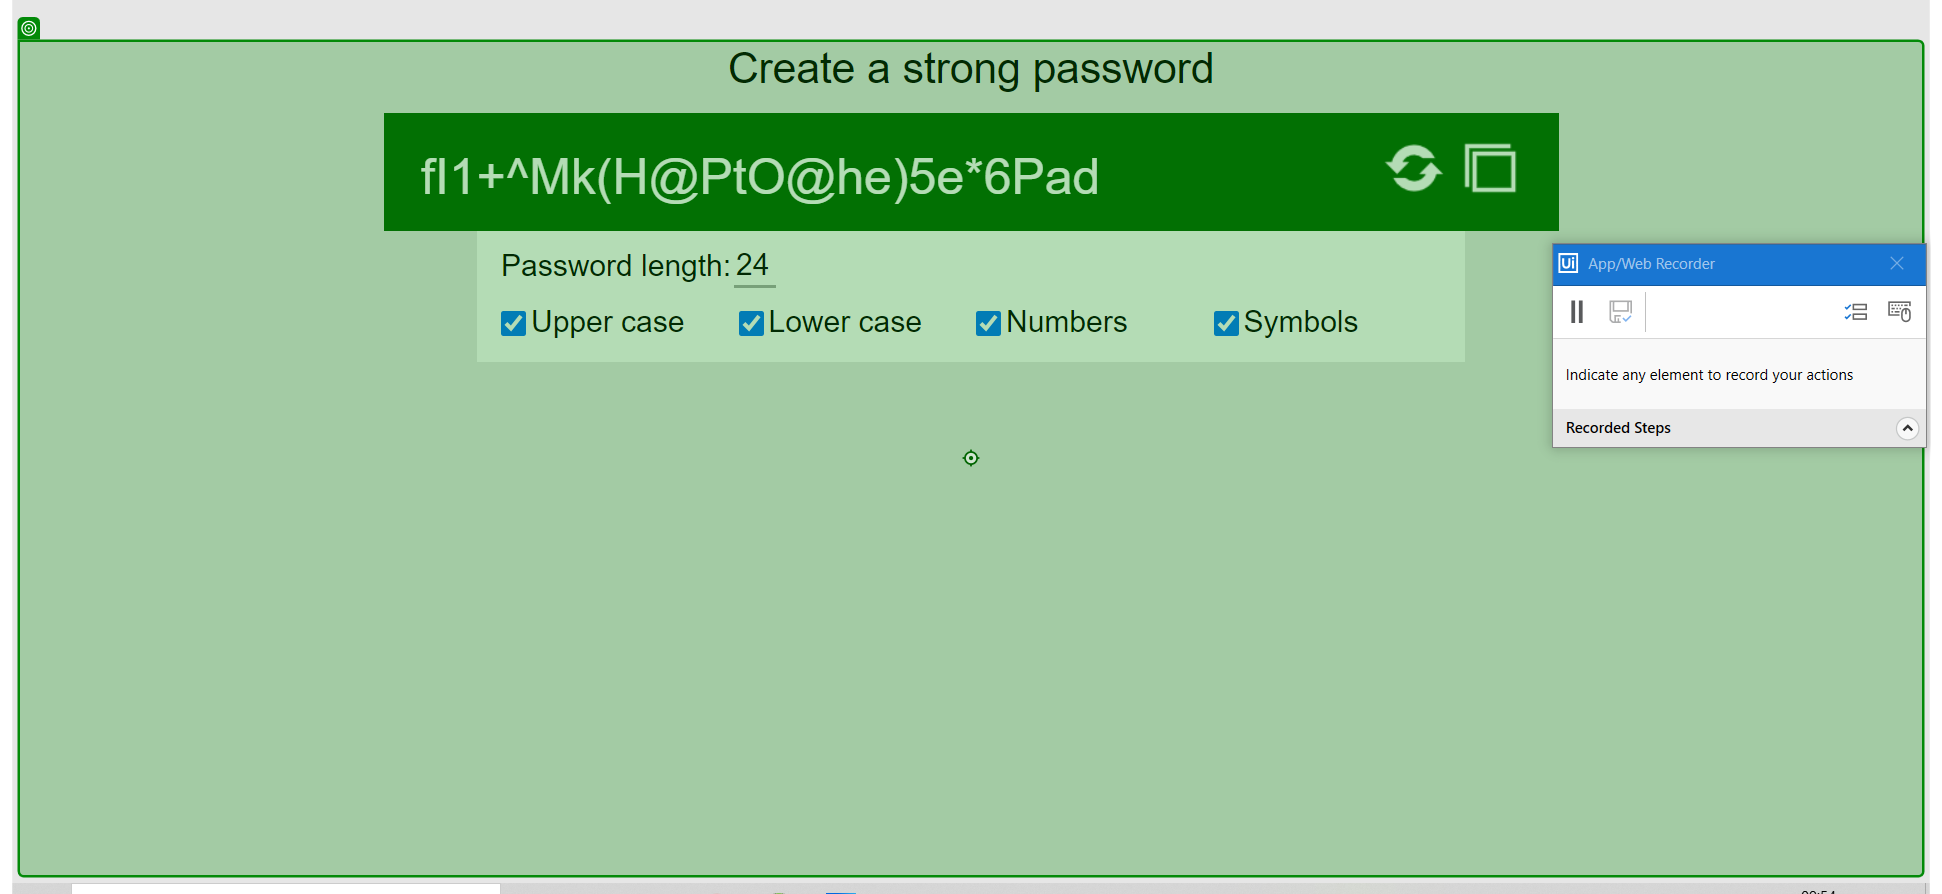 Create a strong password
fl1+^Mk(H@PtO@he)5e*6Pad
Password length: 24
Upper case Lower case Numbers Symbols
Ui App/Web Recorder
Indicate any element to record your actions
Recorded Steps